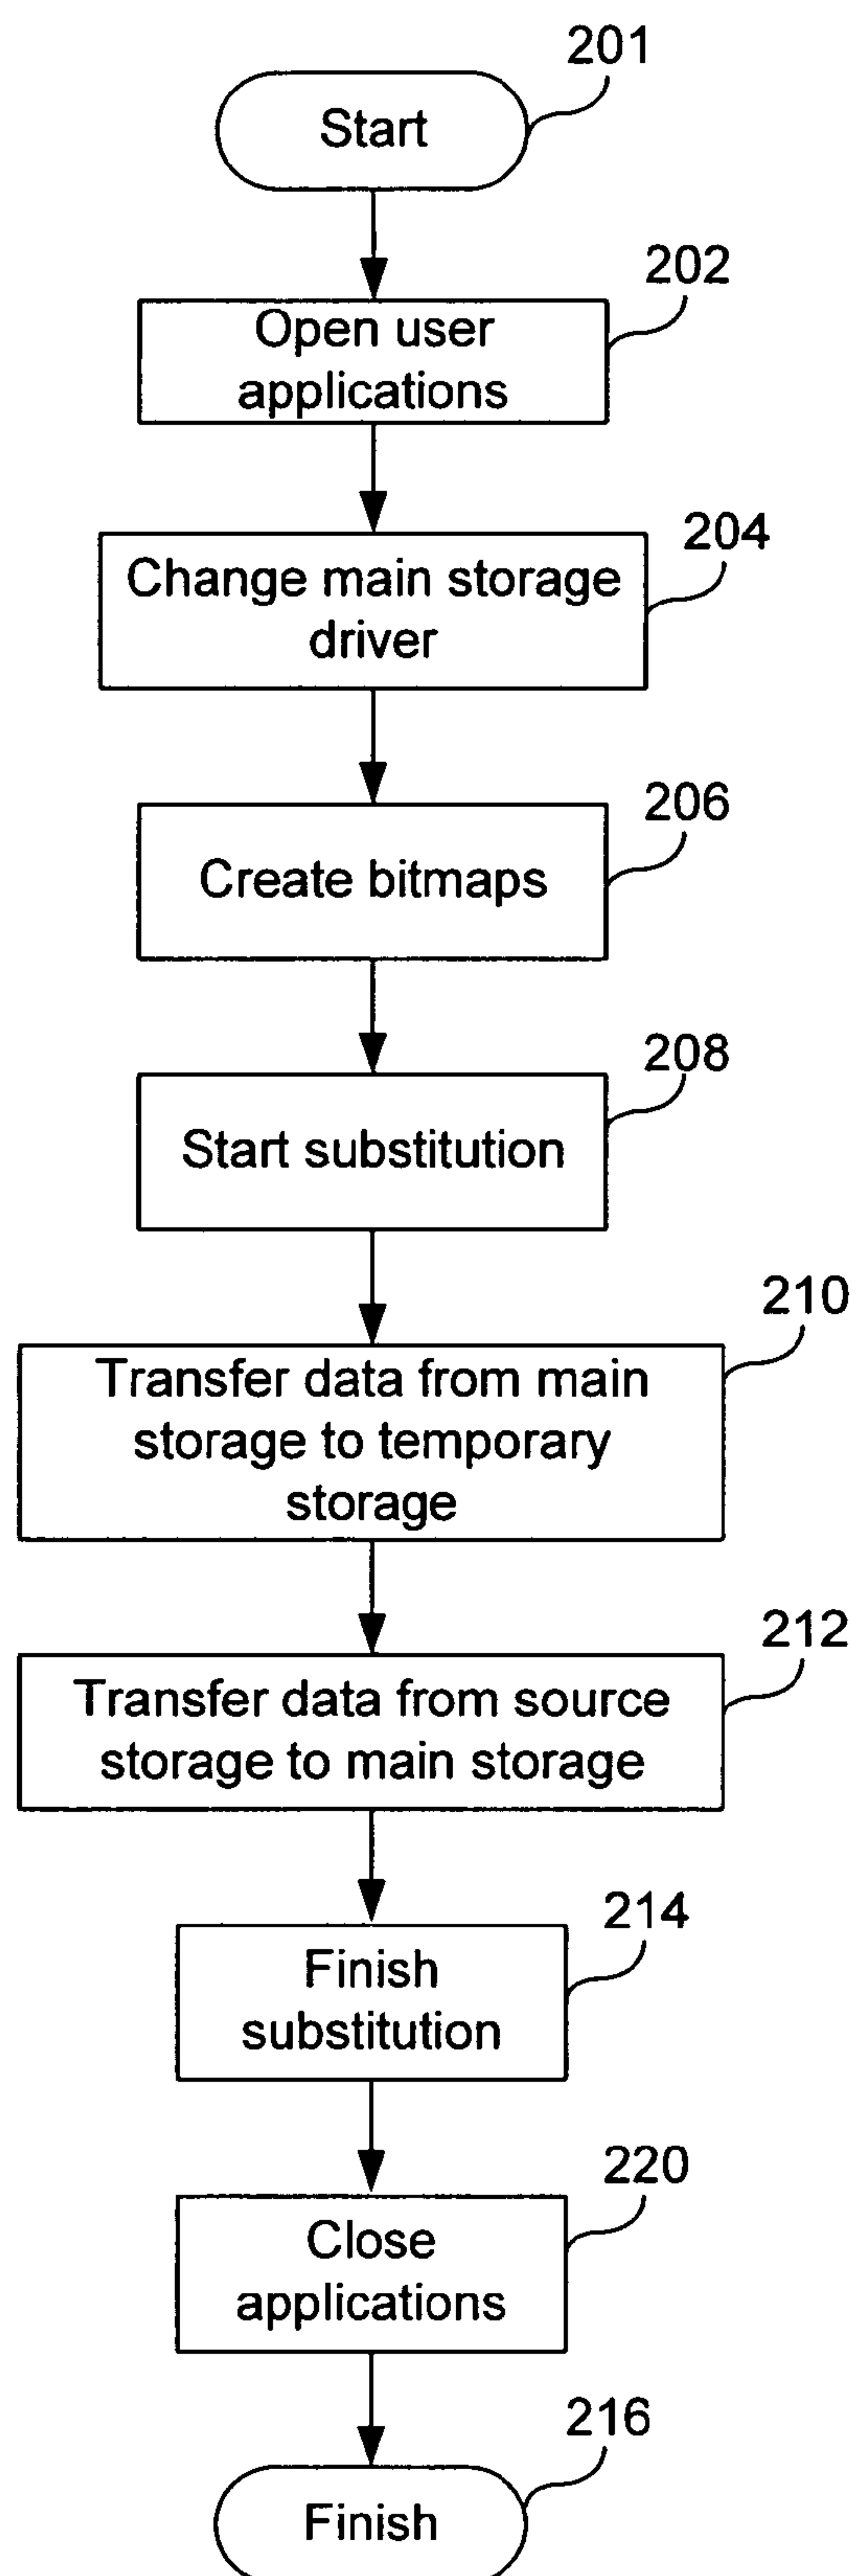 201
Start
202
Open user
applications
204
Change main storage
driver
206
Create bitmaps
208
Start substitution
210
Transfer data from main
storage to temporary
storage
212
Transfer data from source
storage to main storage
214
Finish
substitution
220
Close
applications
216
Finish